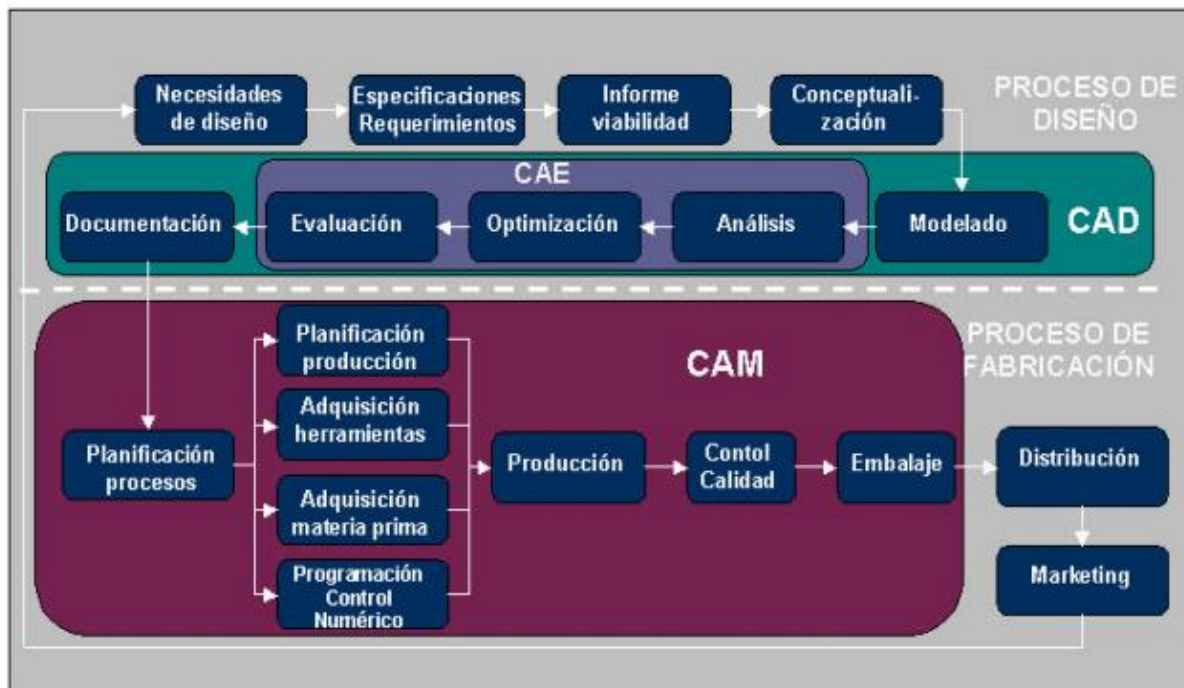 Necesidades
de diseño
Especificaciones
Requerimientos
Informe
viabilidad
Conceptuali-
zación
PROCESO DE
DISEÑO
CAE
Documentación
Evaluación
Optimización
Análisis
Modelado
CAD
CAM
PROCESO DE
FABRICACIÓN
Planificación
procesos
Planificación
producción
Adquisición
herramientas
Adquisición
materia prima
Programación
Control
Numérico
Producción
Contol
Calidad
Embalaje
Distribución
Marketing